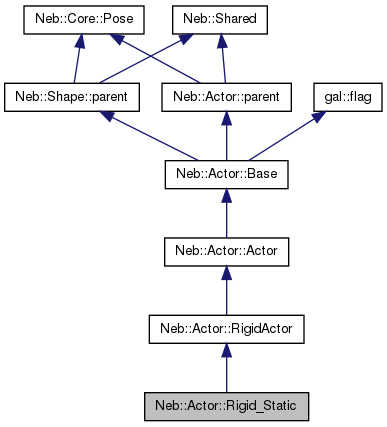 Neb::Core::Pose
Neb::Shared
Neb::Shape::parent
Neb::Actor::parent
gal::flag
Neb::Actor::Base
Neb::Actor::Actor
Neb::Actor::RigidActor
Neb::Actor::Rigid_Static